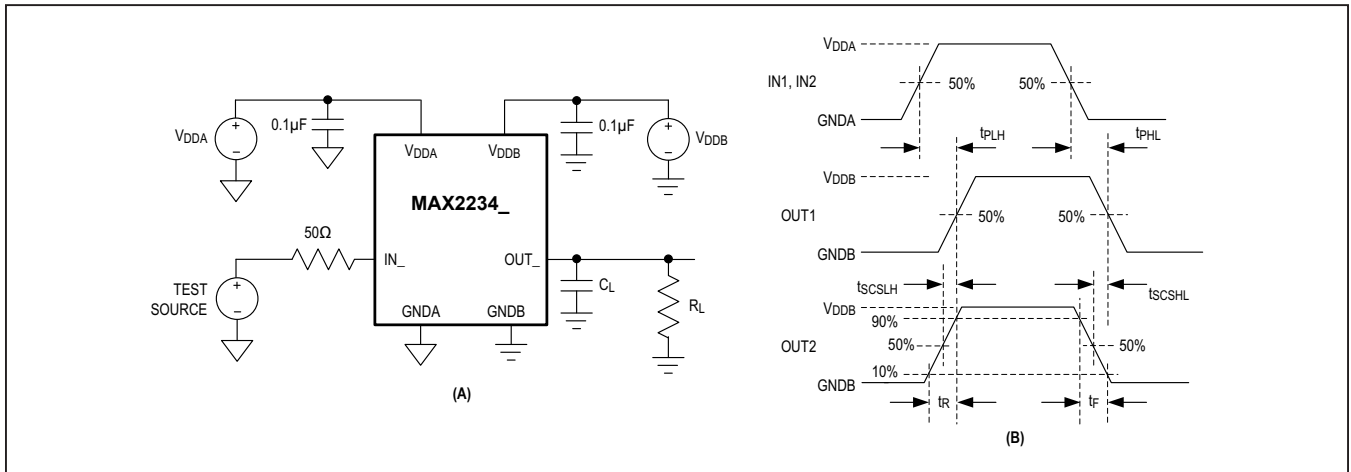 0.1µF
0.1µF
VDDA
VDDB
VDDA
VDDB
MAX2234_
50Ω
IN_
OUT_
TEST
SOURCE
CL
RL
GNDA
GNDB
(A)
VDDA
IN1, IN2
50%
50%
GNDA
tPLH
tPHL
VDDB
OUT1
50%
50%
GNDB
tSCSLH
tSCSHL
VDDB
90%
OUT2
50%
50%
10%
GNDB
tR
tF
(B)